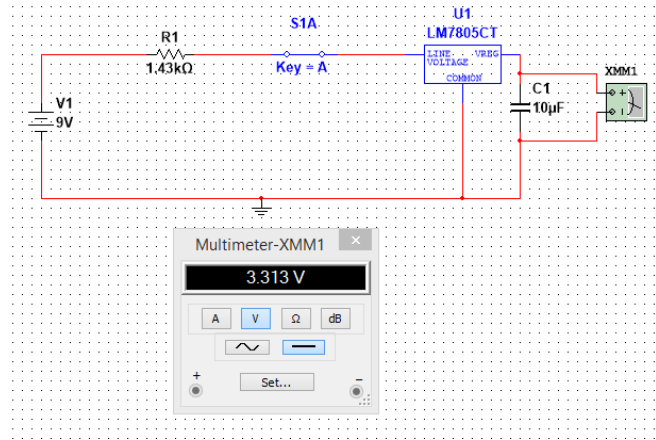 S1A
U1
LM7805CT
R1
1.43kΩ
Key = A
LINE VREG
VOLTAGE
COMMON
XMM1
V1
9V
C1
10µF
+
Multimeter-XMM1 ×
3.313 V
A V Ω dB
+ −
Set...